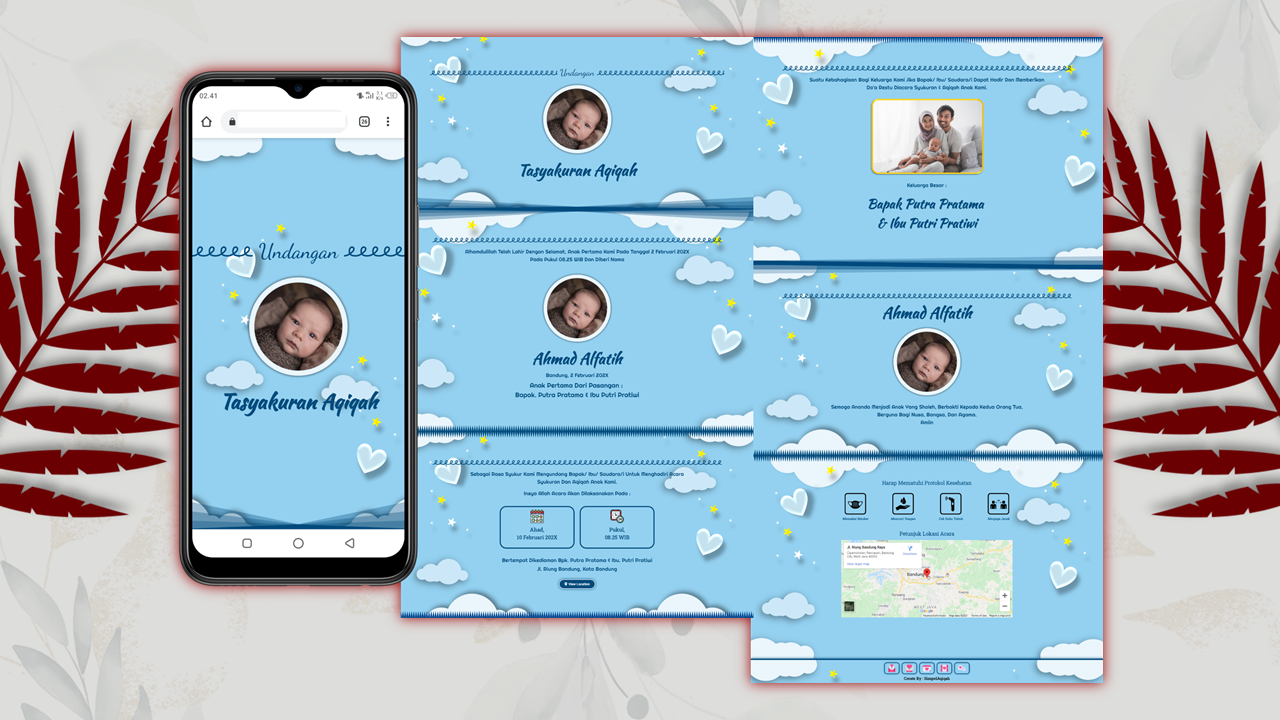 02.41
26
Undangan
Tasyakuran Aqiqah
Undangan
Tasyakuran Aqiqah
Alhamdulillah Telah Lahir Dengan Selamat, Anak Pertama Kami Pada Tanggal 2 Februari 202X
Pada Pukul 08.25 WIB Dan Diberi Nama
Ahmad Alfatih
Bandung, 2 Februari 202X
Anak Pertama Dari Pasangan :
Bapak. Putra Pratama & Ibu Putri Pratiwi
Sebagai Rasa Syukur Kami Mengundang Bapak/ Ibu/ Saudara/i Untuk Menghadiri Acara
Syukuran Dan Aqiqah Anak Kami.
Insya Allah Acara Akan Dilaksanakan Pada :
Ahad,
10 Februari 202X
Pukul,
08.25 WIB
Bertempat Dikediaman Bpk. Putra Pratama & Ibu. Putri Pratiwi
Jl. Riung Bandung, Kota Bandung
View Location
Suatu Kebahagiaan Bagi Keluarga Kami Jika Bapak/ Ibu/ Saudara/i Dapat Hadir Dan Memberikan
Do'a Restu Diacara Syukuran & Aqiqah Anak Kami.
Keluarga Besar :
Bapak Putra Pratama
& Ibu Putri Pratiwi
Ahmad Alfatih
Semoga Ananda Menjadi Anak Yang Sholeh, Berbakti Kepada Kedua Orang Tua,
Berguna Bagi Nusa, Bangsa, Dan Agama.
Amiin
Harap Mematuhi Protokol Kesehatan
Memakai Masker
Mencuci Tangan
Cek Suhu Tubuh
Menjaga Jarak
Petunjuk Lokasi Acara
Jl. Riung Bandung Raya
Bandung
WEST JAVA
Google
Create By : SimpelAqiqah